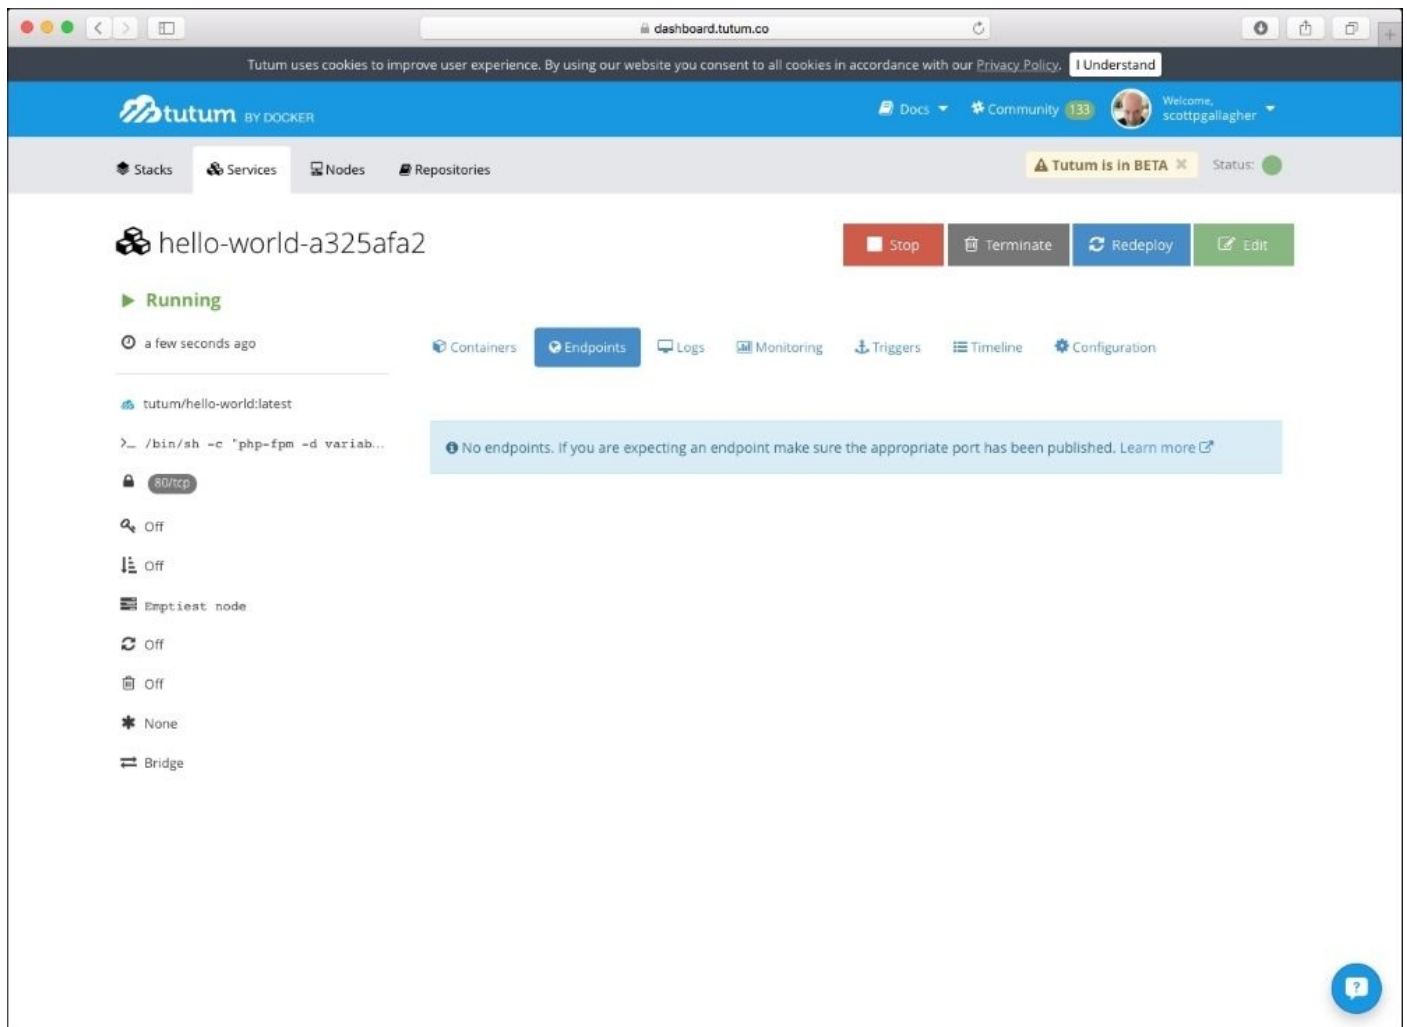 dashboard.tutum.co
Tutum uses cookies to improve user experience. By using our website you consent to all cookies in accordance with our Privacy Policy. I Understand
tutum BY DOCKER
Docs
Community 133
Welcome,
scottpgallagher
Stacks
Services
Nodes
Repositories
Tutum is in BETA
Status:
hello-world-a325afa2
Stop
Terminate
Redeploy
Edit
Running
a few seconds ago
Containers
Endpoints
Logs
Monitoring
Triggers
Timeline
Configuration
tutum/hello-world:latest
>_ /bin/sh -c "php-fpm -d variab...
No endpoints. If you are expecting an endpoint make sure the appropriate port has been published. Learn more
80/tcp
Off
Off
Emptiest node
Off
Off
None
Bridge